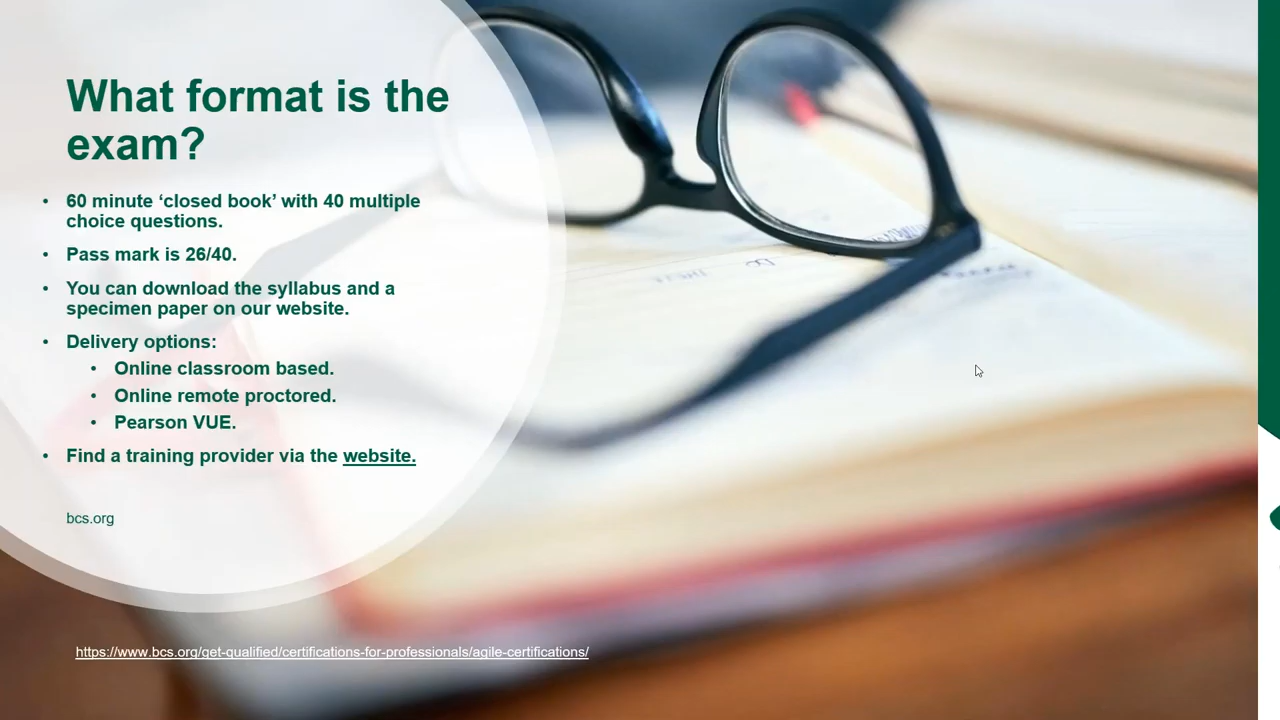 What format is the
exam?
• 60 minute ‘closed book’ with 40 multiple
choice questions.
• Pass mark is 26/40.
• You can download the syllabus and a
specimen paper on our website.
• Delivery options:
• Online classroom based.
• Online remote proctored.
• Pearson VUE.
• Find a training provider via the website.
bcs.org
https://www.bcs.org/get-qualified/certifications-for-professionals/agile-certifications/